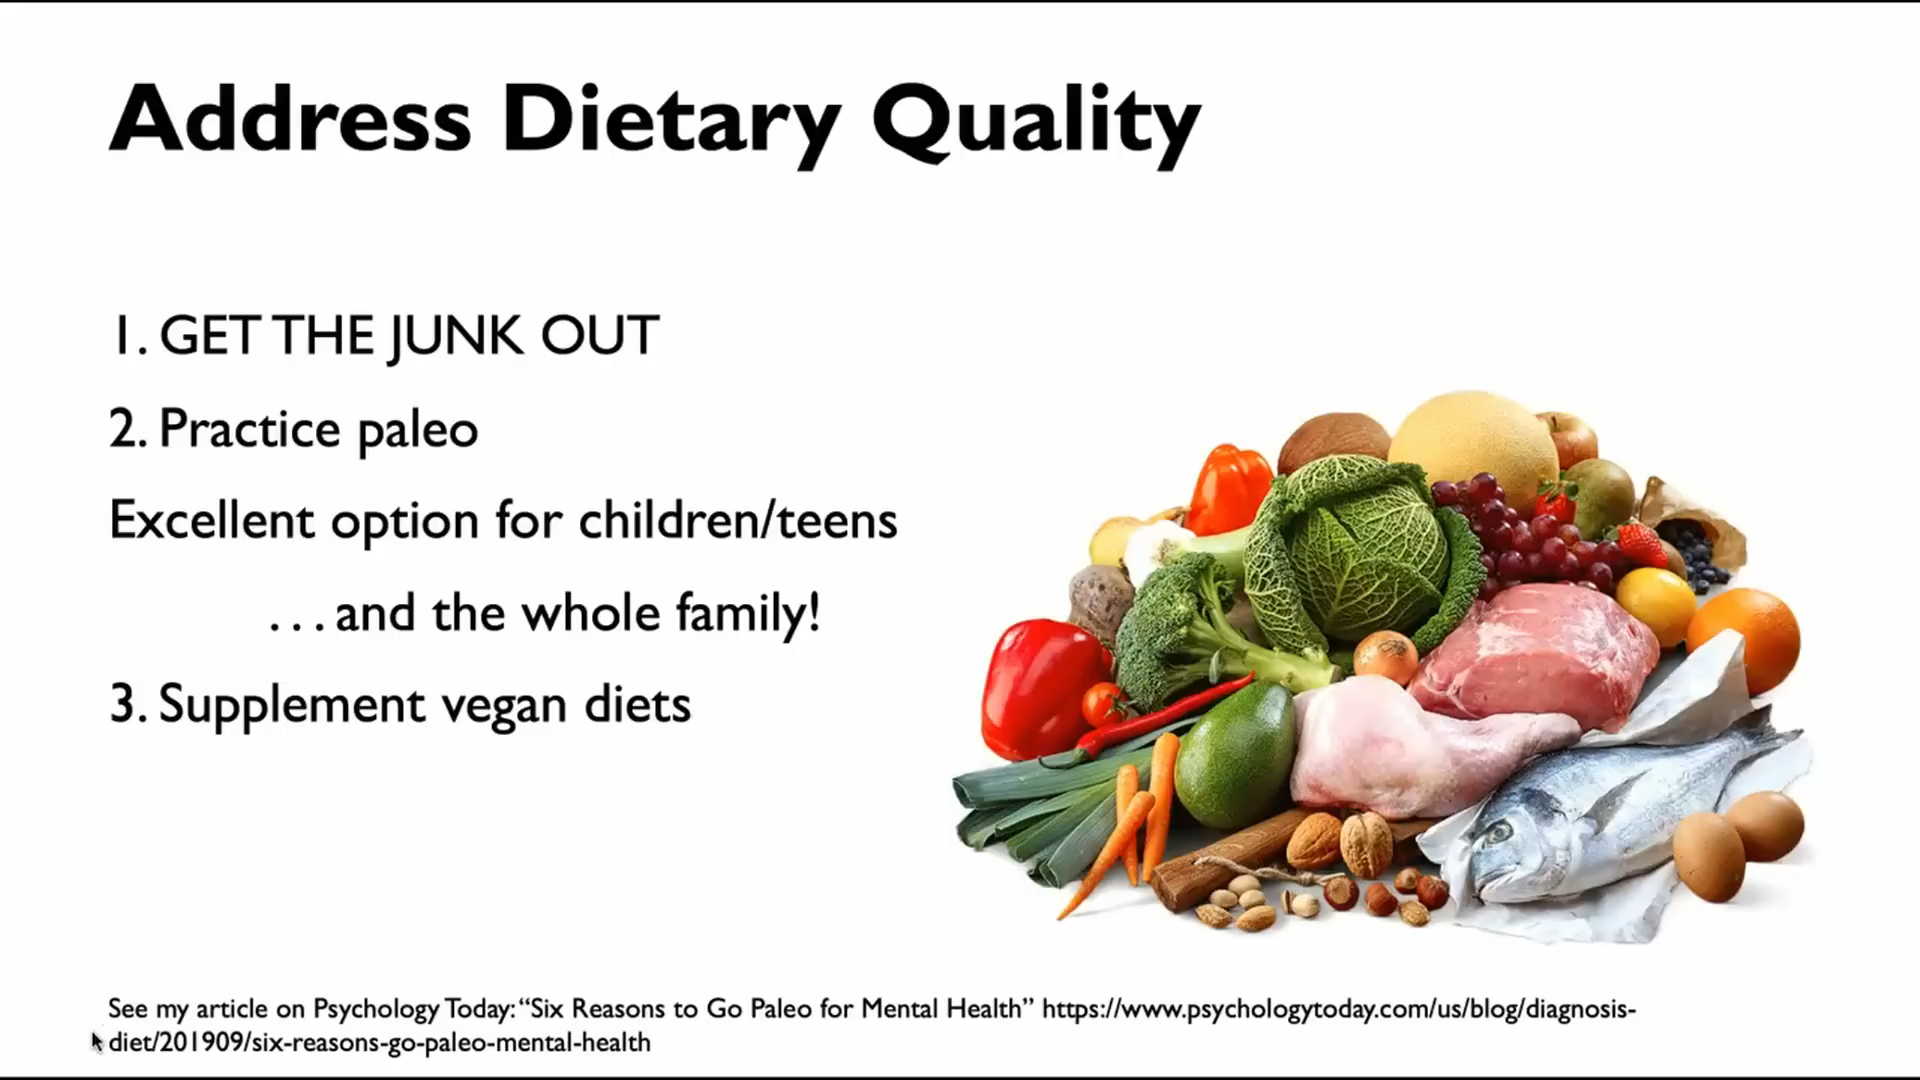 Address Dietary Quality
1. GET THE JUNK OUT
2. Practice paleo
Excellent option for children/teens
...and the whole family!
3. Supplement vegan diets
See my article on Psychology Today: “Six Reasons to Go Paleo for Mental Health” https://www.psychologytoday.com/us/blog/diagnosis-
diet/201909/six-reasons-go-paleo-mental-health